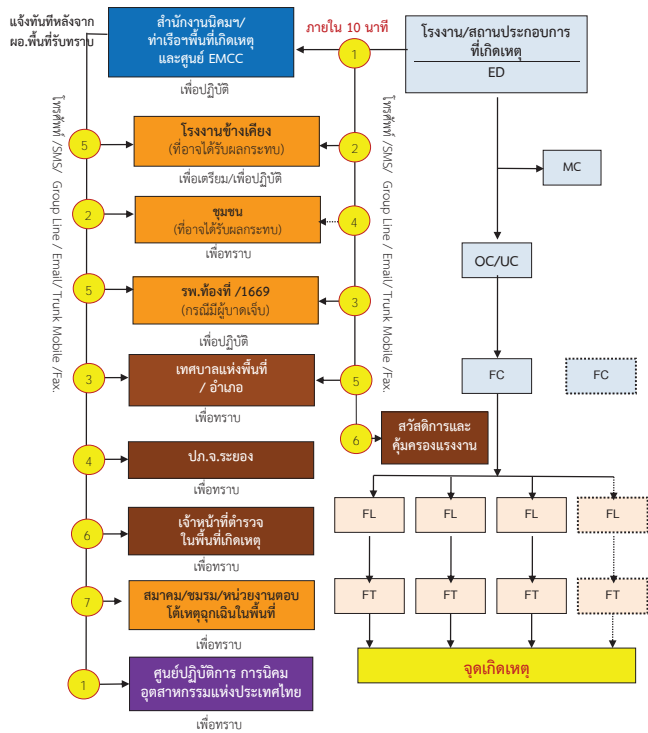 แจ้งทันทีหลังจาก
ผอ.พื้นที่รับทราบ
สำนักงานนิคมฯ/
ท่าเรือฯพื้นที่เกิดเหตุ
และศูนย์ EMCC
เพื่อปฏิบัติ
ภายใน 10 นาที
1
โรงงาน/สถานประกอบการ
ที่เกิดเหตุ
ED
โทรศัพท์ /SMS/ Group Line / Email/ Trunk Mobile /Fax.
5
โรงงานข้างเคียง
(ที่อาจได้รับผลกระทบ)
เพื่อเตรียม/เพื่อปฏิบัติ
2
โทรศัพท์ /SMS/ Group Line / Email/ Trunk Mobile /Fax.
MC
2
ชุมชน
(ที่อาจได้รับผลกระทบ)
เพื่อทราบ
4
OC/UC
5
รพ.ท้องที่ /1669
(กรณีมีผู้บาดเจ็บ)
เพื่อปฏิบัติ
3
3
เทศบาลแห่งพื้นที่
/ อำเภอ
เพื่อทราบ
5
FC
FC
6
สวัสดิการและ
คุ้มครองแรงงาน
4
ปภ.จ.ระยอง
เพื่อทราบ
6
เจ้าหน้าที่ตำรวจ
ในพื้นที่เกิดเหตุ
เพื่อทราบ
FL
FL
FL
FL
7
สมาคม/ชมรม/หน่วยงานตอบ
โต้เหตุฉุกเฉินในพื้นที่
เพื่อทราบ
FT
FT
FT
FT
1
ศูนย์ปฏิบัติการ การนิคม
อุตสาหกรรมแห่งประเทศไทย
เพื่อทราบ
จุดเกิดเหตุ